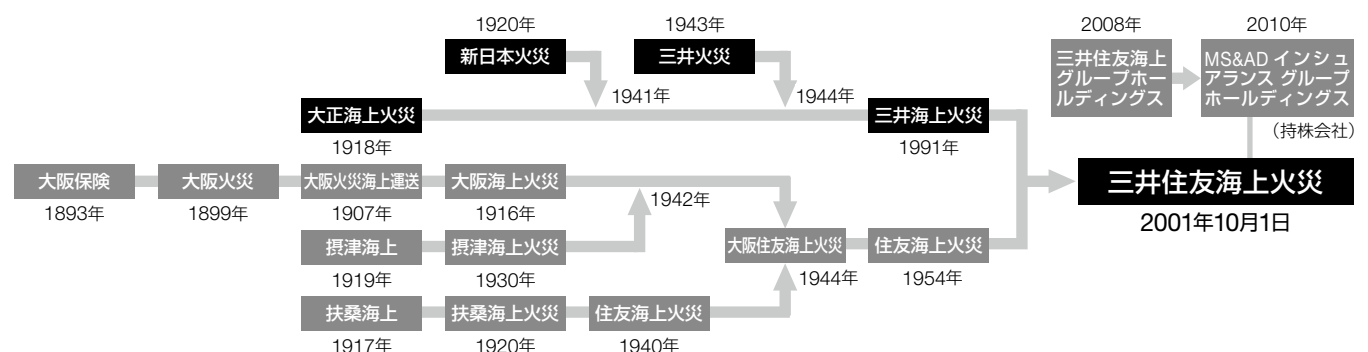 1920年
1943年
2008年
2010年
新日本火災
三井火災
三井住友海上
グループホー
ルディングス
MS&AD インシュ
アランス グループ
ホールディングス
1941年
1944年
大正海上火災
三井海上火災
(持株会社)
1918年
1991年
大阪保険
大阪火災
大阪火災海上運送
大阪海上火災
三井住友海上火災
1893年
1899年
1907年
1916年
1942年
2001年10月1日
摂津海上
摂津海上火災
大阪住友海上火災
住友海上火災
1919年
1930年
1944年
1954年
扶桑海上
扶桑海上火災
住友海上火災
1917年
1920年
1940年